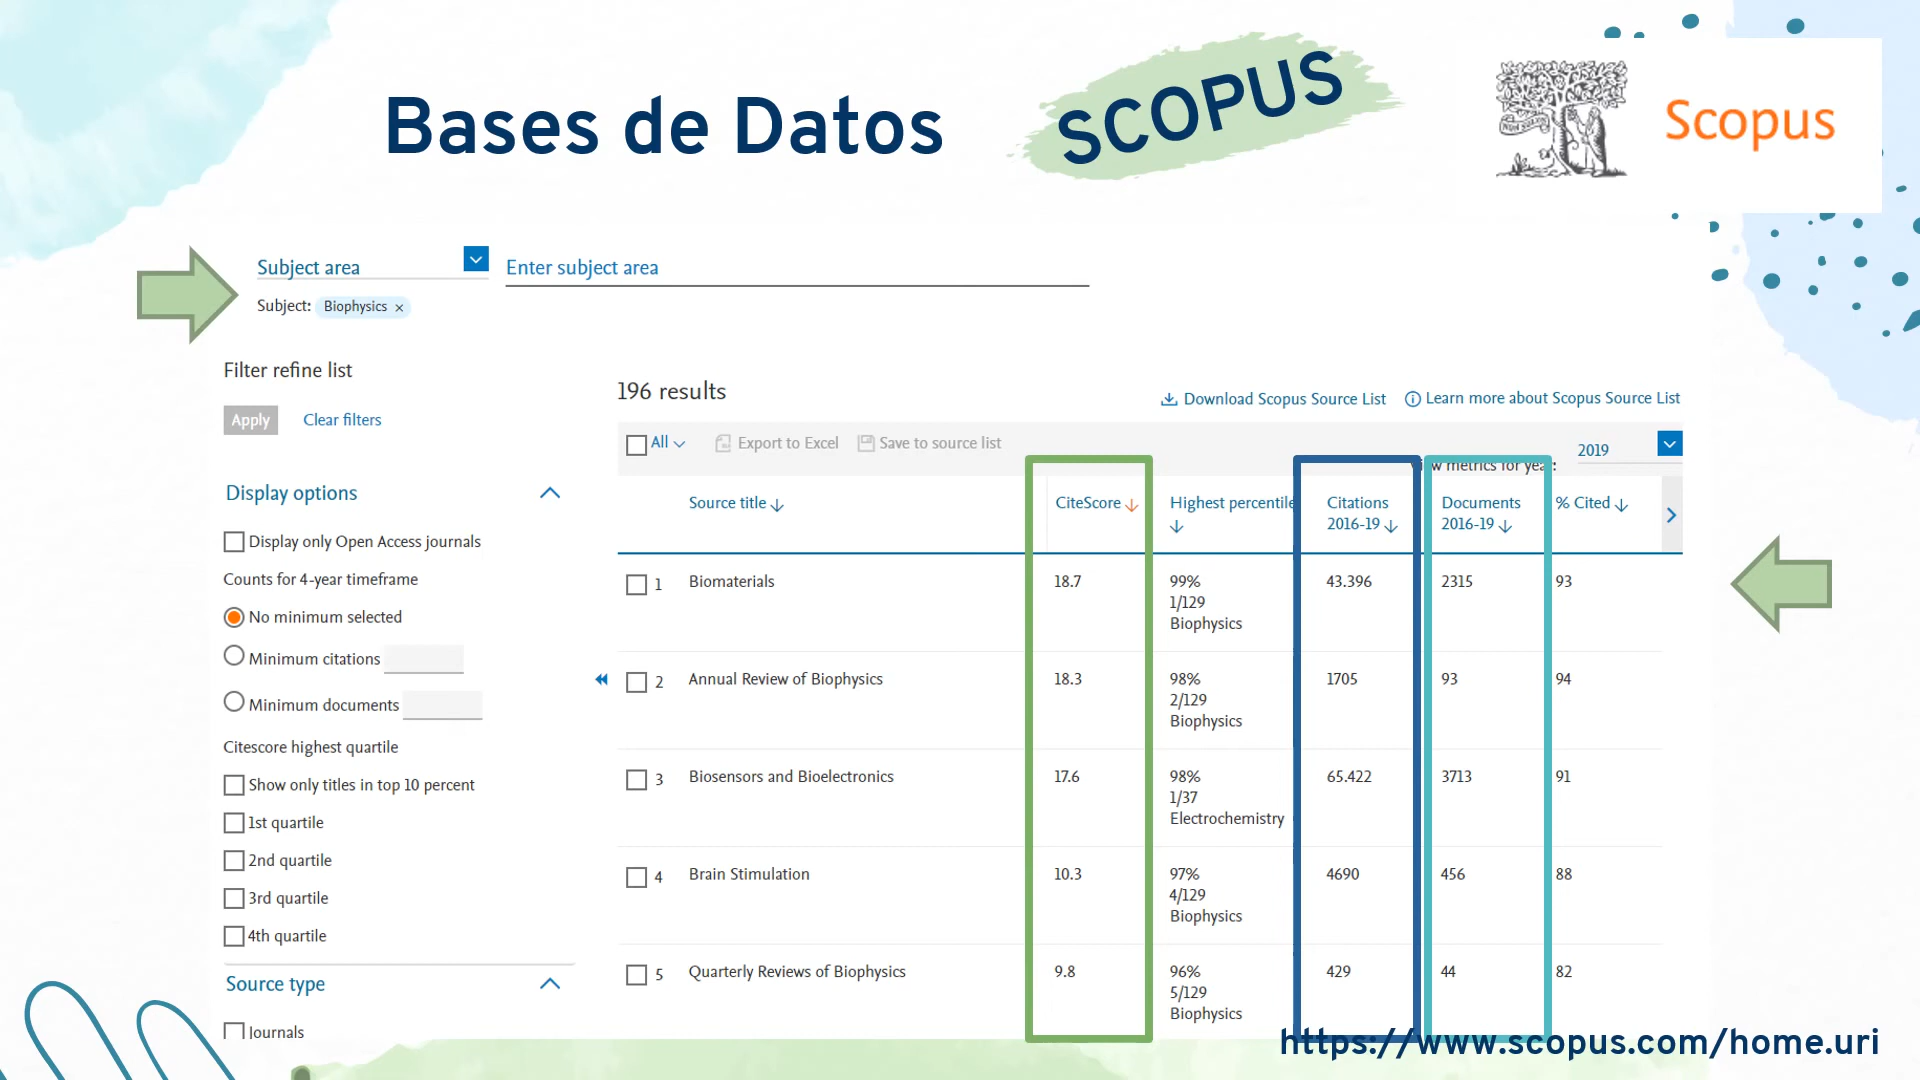 Bases de Datos
SCOPUS
Scopus
Subject area
Enter subject area
Subject: Biophysics ×
Filter refine list
Apply
Clear filters
Display options
Display only Open Access journals
Counts for 4-year timeframe
No minimum selected
Minimum citations
Minimum documents
Citescore highest quartile
Show only titles in top 10 percent
1st quartile
2nd quartile
3rd quartile
4th quartile
Source type
Journals
196 results
Download Scopus Source List
Learn more about Scopus Source List
All
Export to Excel
Save to source list
metrics for year:
2019
Source title
CiteScore
Highest percentile
Citations
2016-19
Documents
2016-19
% Cited
1 Biomaterials 18.7 99% 43.396 2315 93
1/129
Biophysics
2 Annual Review of Biophysics 18.3 98% 1705 93 94
2/129
Biophysics
3 Biosensors and Bioelectronics 17.6 98% 65.422 3713 91
1/37
Electrochemistry
4 Brain Stimulation 10.3 97% 4690 456 88
4/129
Biophysics
5 Quarterly Reviews of Biophysics 9.8 96% 429 44 82
5/129
Biophysics
https://www.scopus.com/home.uri